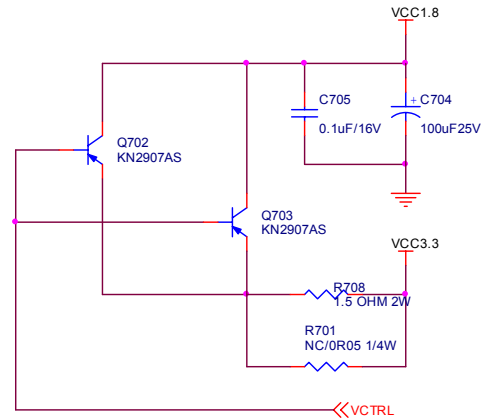 VCC1.8
C705
0.1uF/16V
+
C704
100uF25V
Q702
KN2907AS
Q703
KN2907AS
VCC3.3
R708
1.5 OHM 2W
R701
NC/0R05 1/4W
VCTRL